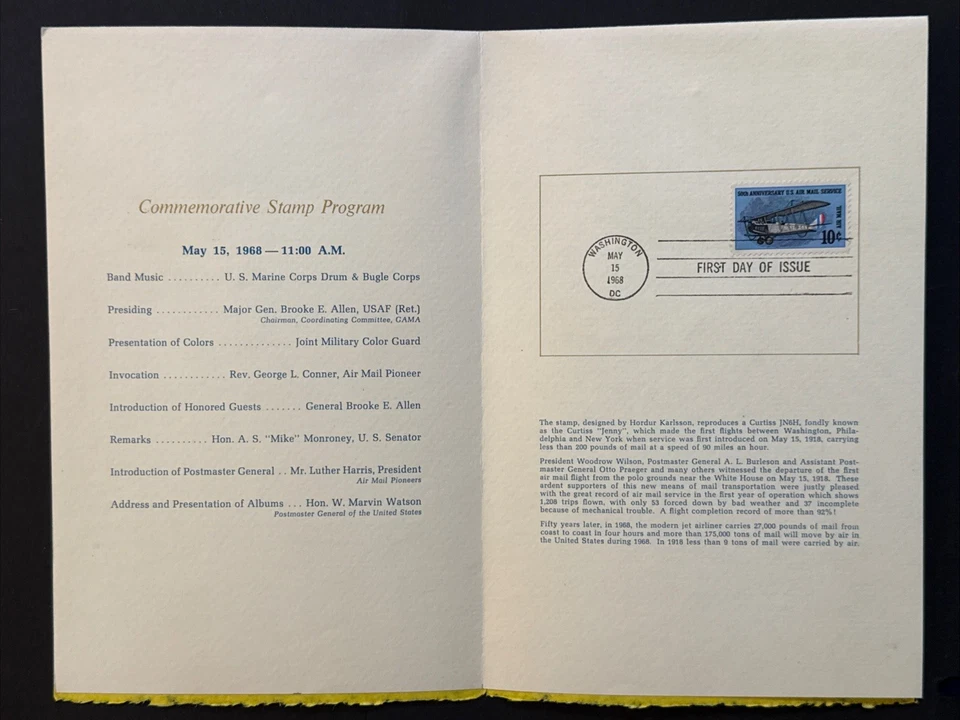 Commemorative Stamp Program
May 15, 1968 — 11:00 A.M.
Band Music .......... U. S. Marine Corps Drum & Bugle Corps
Presiding ............ Major Gen. Brooke E. Allen, USAF (Ret.)
Chairman, Coordinating Committee, GAMA
Presentation of Colors .............. Joint Military Color Guard
Invocation ............ Rev. George L. Conner, Air Mail Pioneer
Introduction of Honored Guests ....... General Brooke E. Allen
Remarks .......... Hon. A. S. "Mike" Monroney, U. S. Senator
Introduction of Postmaster General .. Mr. Luther Harris, President
Air Mail Pioneers
Address and Presentation of Albums ... Hon. W. Marvin Watson
Postmaster General of the United States
50TH ANNIVERSARY U.S. AIR MAIL SERVICE
AIR MAIL
10¢
WASHINGTON
MAY
15
1968
DC
FIRST DAY OF ISSUE
The stamp, designed by Hordur Karlsson, reproduces a Curtiss JN6H, fondly known
as the Curtiss "Jenny", which made the first flights between Washington, Phila-
delphia and New York when service was first introduced on May 15, 1918, carrying
less than 200 pounds of mail at a speed of 90 miles an hour.
President Woodrow Wilson, Postmaster General A. L. Burleson and Assistant Post-
master General Otto Praeger and many others witnessed the departure of the first
air mail flight from the polo grounds near the White House on May 15, 1918. These
ardent supporters of this new means of mail transportation were justly pleased
with the great record of air mail service in the first year of operation which shows
1,208 trips flown, with only 53 forced down by bad weather and 37 incomplete
because of mechanical trouble. A flight completion record of more than 92%!
Fifty years later, in 1968, the modern jet airliner carries 27,000 pounds of mail from
coast to coast in four hours and more than 175,000 tons of mail will move by air in
the United States during 1968. In 1918 less than 9 tons of mail were carried by air.